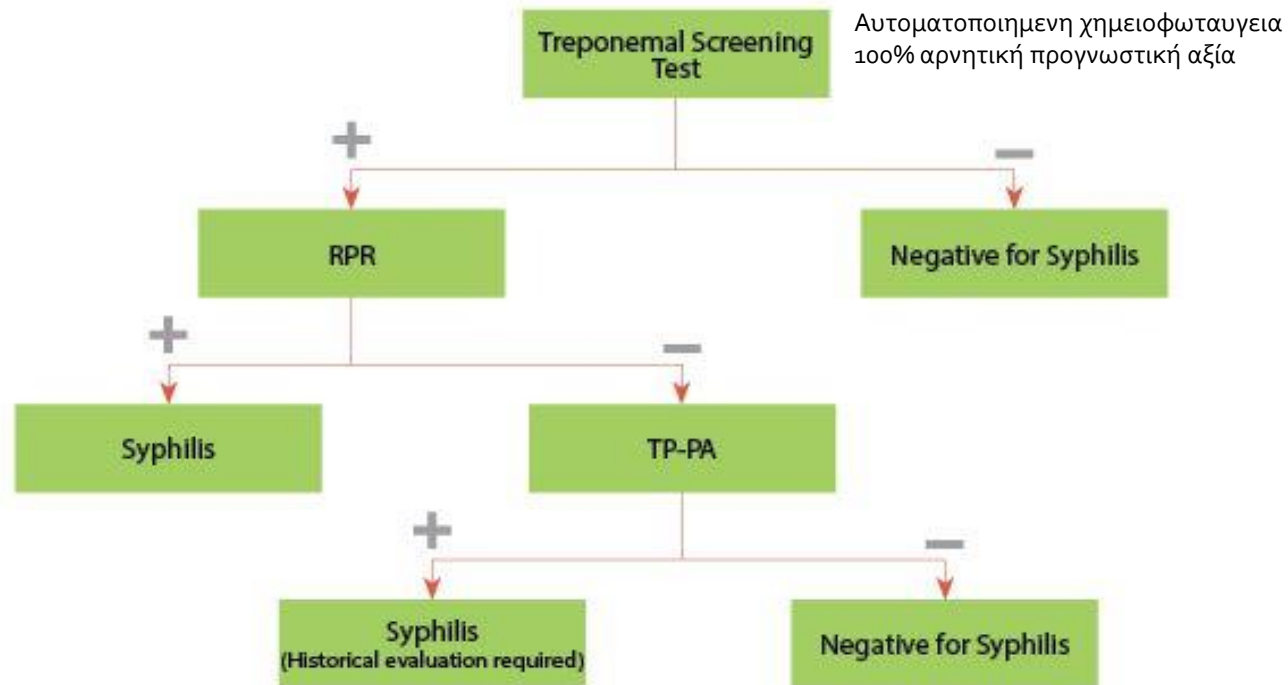 Treponemal Screening
Test
Αυτοματοποιημενη χημειοφωταυγεια
100% αρνητική προγνωστική αξία
+
–
RPR
Negative for Syphilis
+
–
Syphilis
TP-PA
+
–
Syphilis
(Historical evaluation required)
Negative for Syphilis